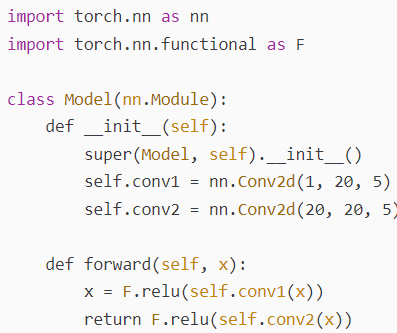 import torch.nn as nn
import torch.nn.functional as F

class Model(nn.Module):
    def __init__(self):
        super(Model, self).__init__()
        self.conv1 = nn.Conv2d(1, 20, 5)
        self.conv2 = nn.Conv2d(20, 20, 5)

    def forward(self, x):
        x = F.relu(self.conv1(x))
        return F.relu(self.conv2(x))